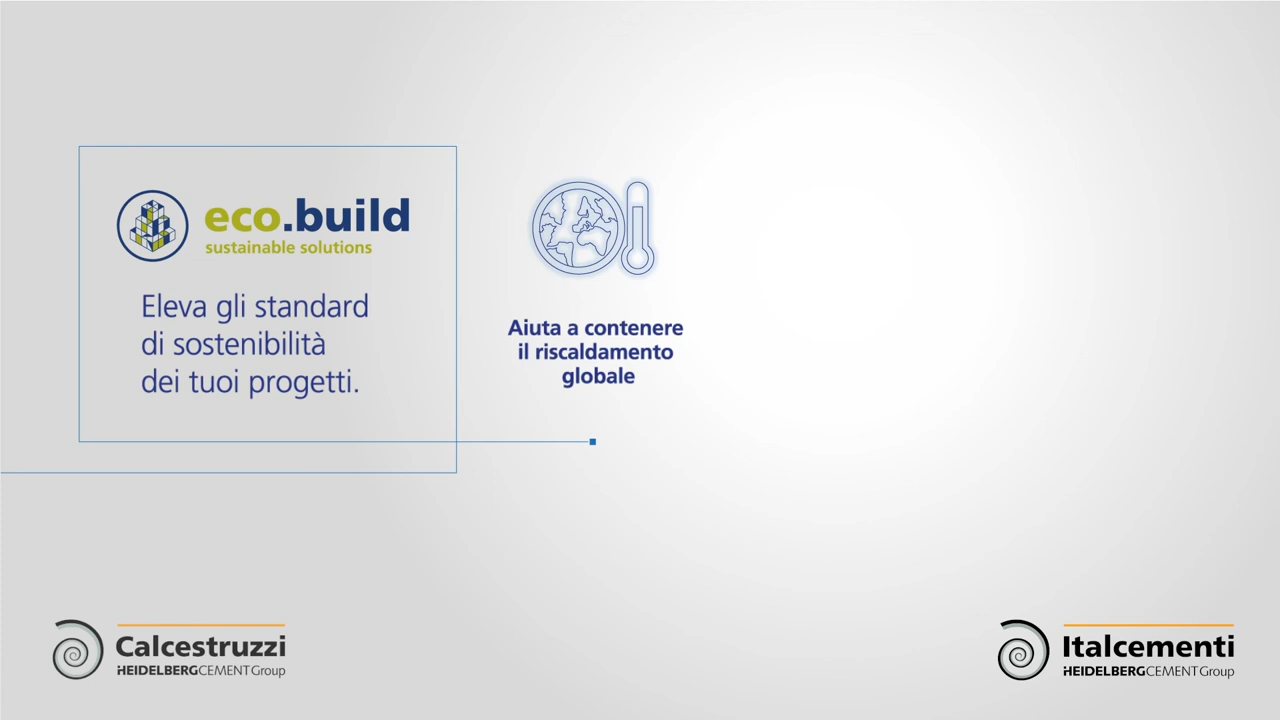 eco.build
sustainable solutions
Eleva gli standard
di sostenibilità
dei tuoi progetti.
Aiuta a contenere
il riscaldamento
globale
Calcestruzzi
HEIDELBERGCEMENT Group
Italcementi
HEIDELBERGCEMENT Group